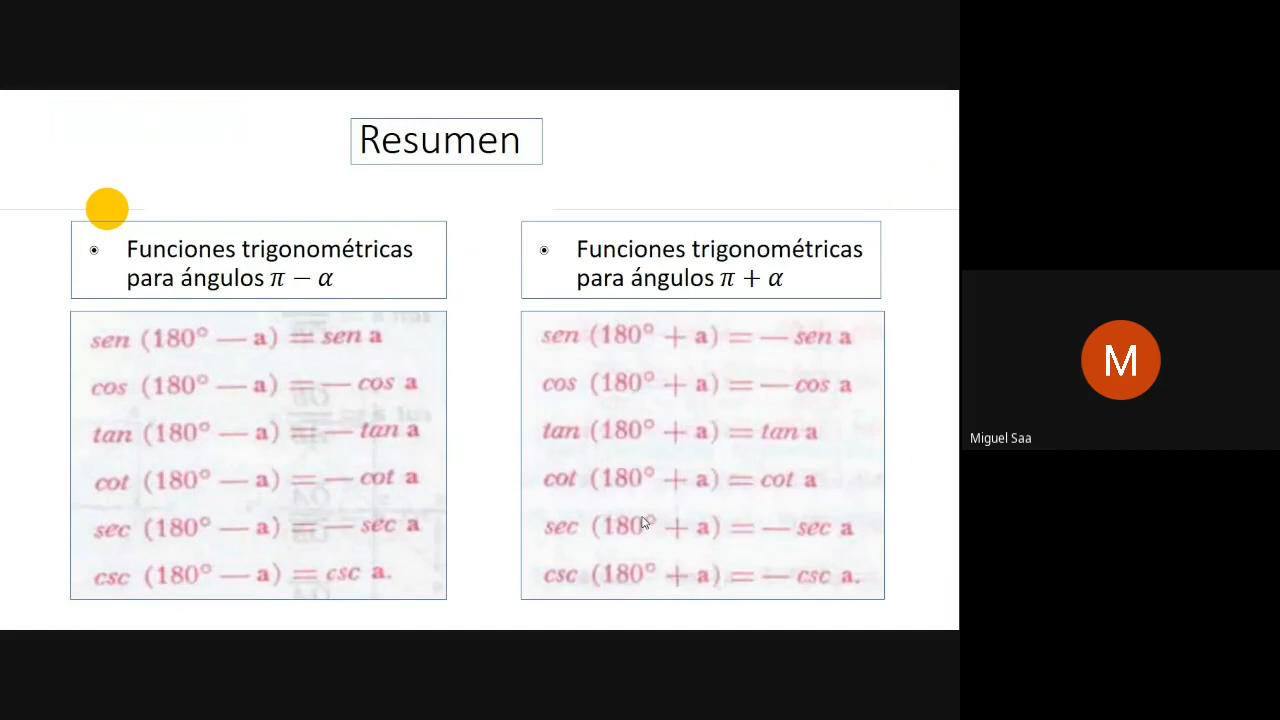 Resumen
Funciones trigonométricas
para ángulos π − α
sen (180° — a) = sen a
cos (180° — a) = — cos a
tan (180° — a) = — tan a
cot (180° — a) = — cot a
sec (180° — a) = — sec a
csc (180° — a) = csc a.
Funciones trigonométricas
para ángulos π + α
sen (180° + a) = — sen a
cos (180° + a) = — cos a
tan (180° + a) = tan a
cot (180° + a) = cot a
sec (180° + a) = — sec a
csc (180° + a) = — csc a.
M
Miguel Saa